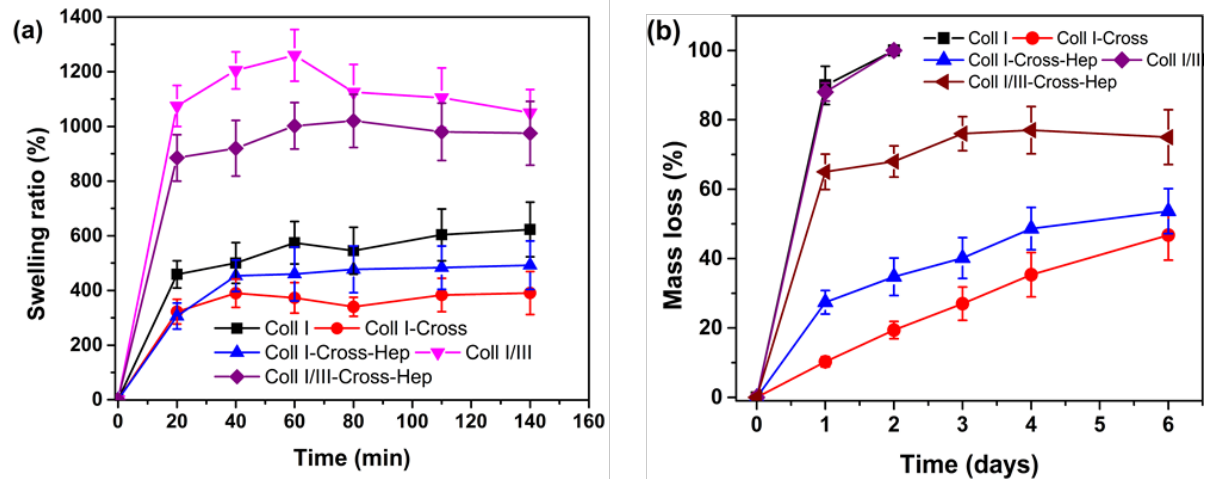 (a)
Swelling ratio (%)
1400
1200
1000
800
600
400
200
0
Coll I Coll I-Cross
Coll I-Cross-Hep Coll I/III
Coll I/III-Cross-Hep
0 20 40 60 80 100 120 140 160
Time (min)
(b)
Mass loss (%)
100
80
60
40
20
0
Coll I Coll I-Cross
Coll I-Cross-Hep Coll I/III
Coll I/III-Cross-Hep
0 1 2 3 4 5 6
Time (days)